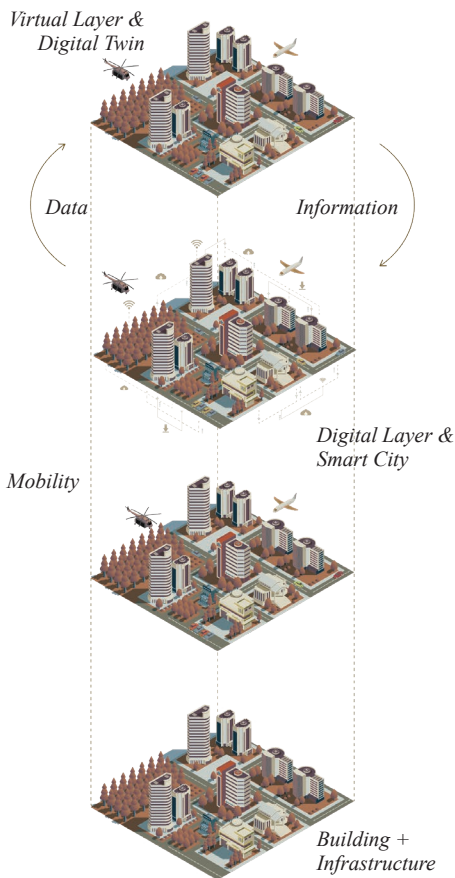 Virtual Layer &
Digital Twin
Data
Information
Digital Layer &
Smart City
Mobility
Building +
Infrastructure